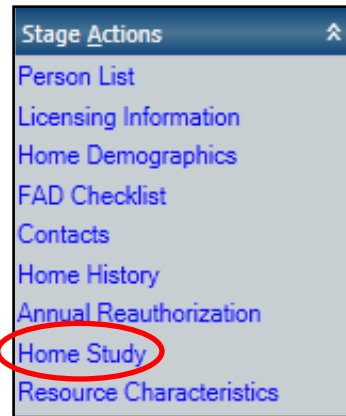 Stage Actions
Person List
Licensing Information
Home Demographics
FAD Checklist
Contacts
Home History
Annual Reauthorization
Home Study
Resource Characteristics